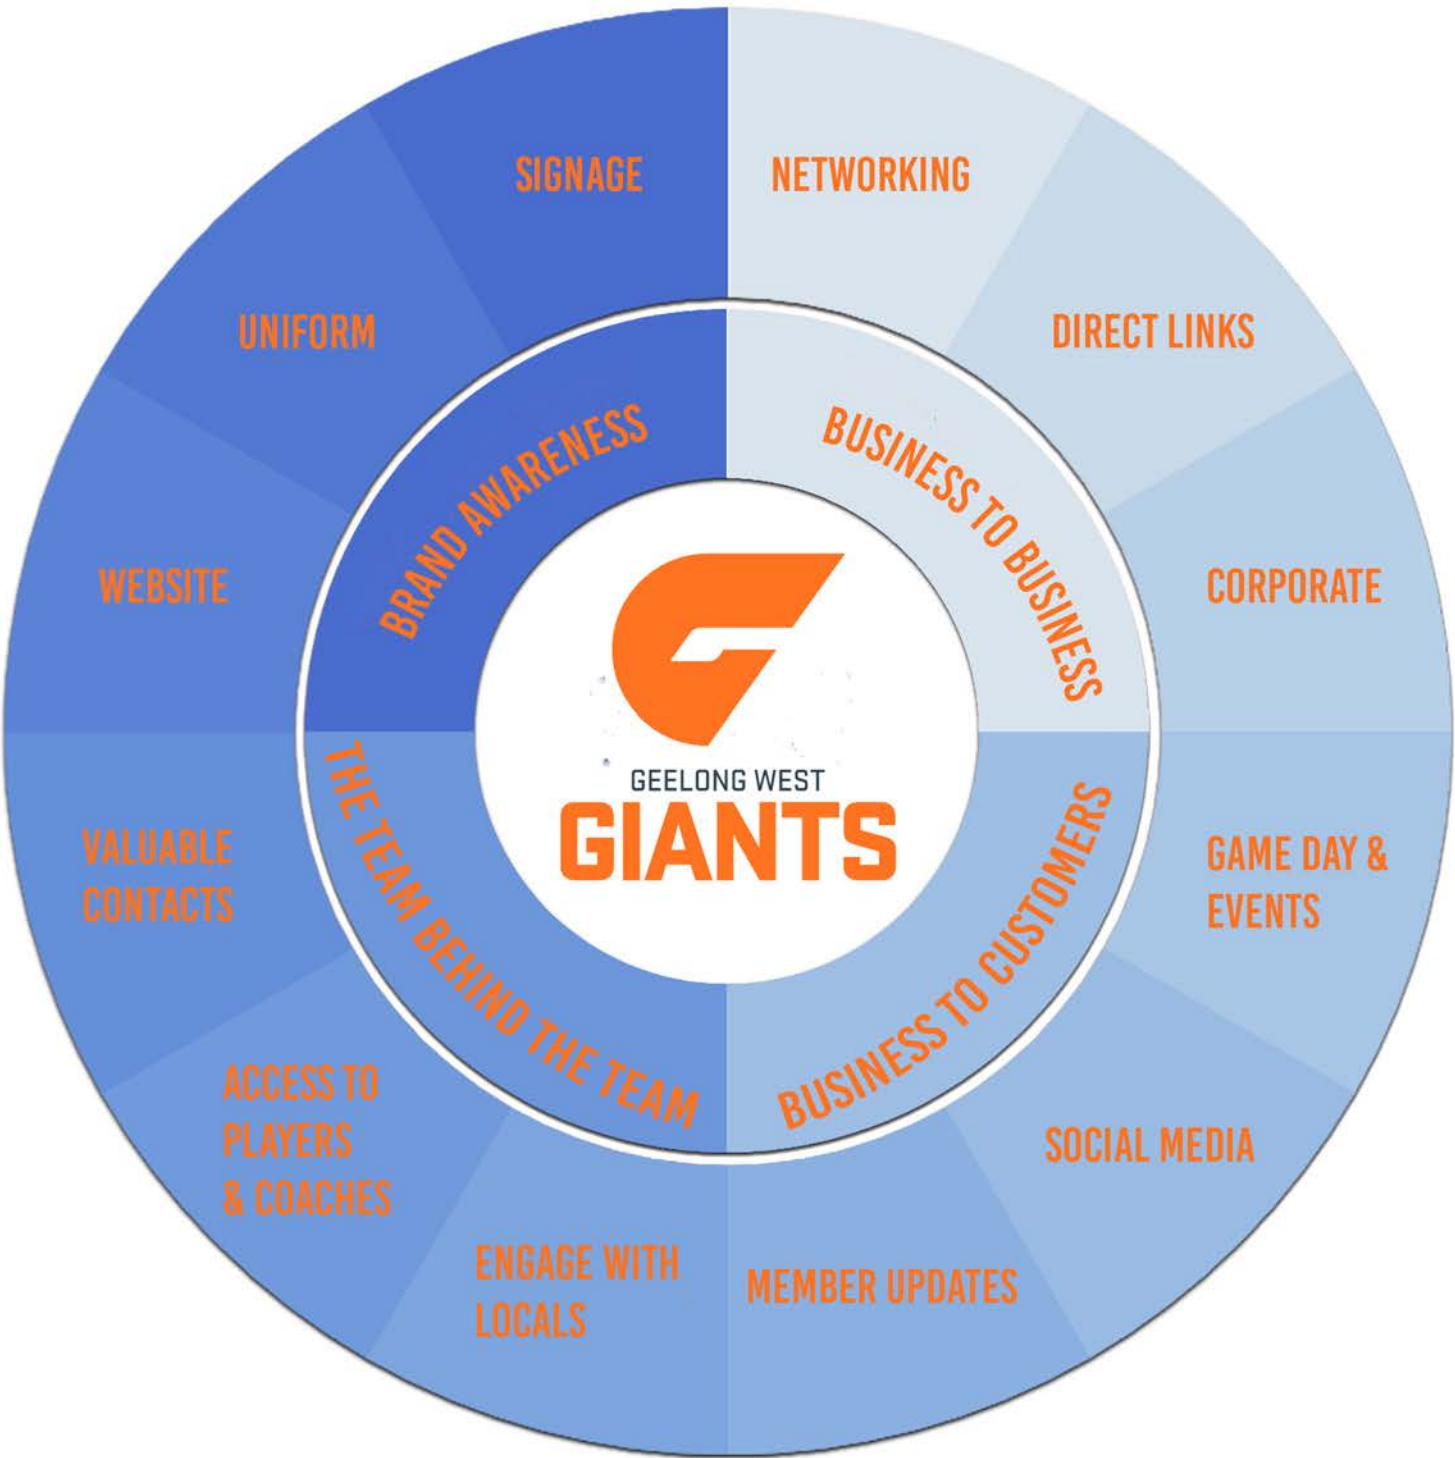 SIGNAGE
NETWORKING
UNIFORM
DIRECT LINKS
BRAND AWARENESS
BUSINESS TO BUSINESS
WEBSITE
CORPORATE
GEELONG WEST
GIANTS
THE TEAM BEHIND THE TEAM
BUSINESS TO CUSTOMERS
VALUABLE
CONTACTS
GAME DAY &
EVENTS
ACCESS TO
PLAYERS
& COACHES
SOCIAL MEDIA
ENGAGE WITH
LOCALS
MEMBER UPDATES